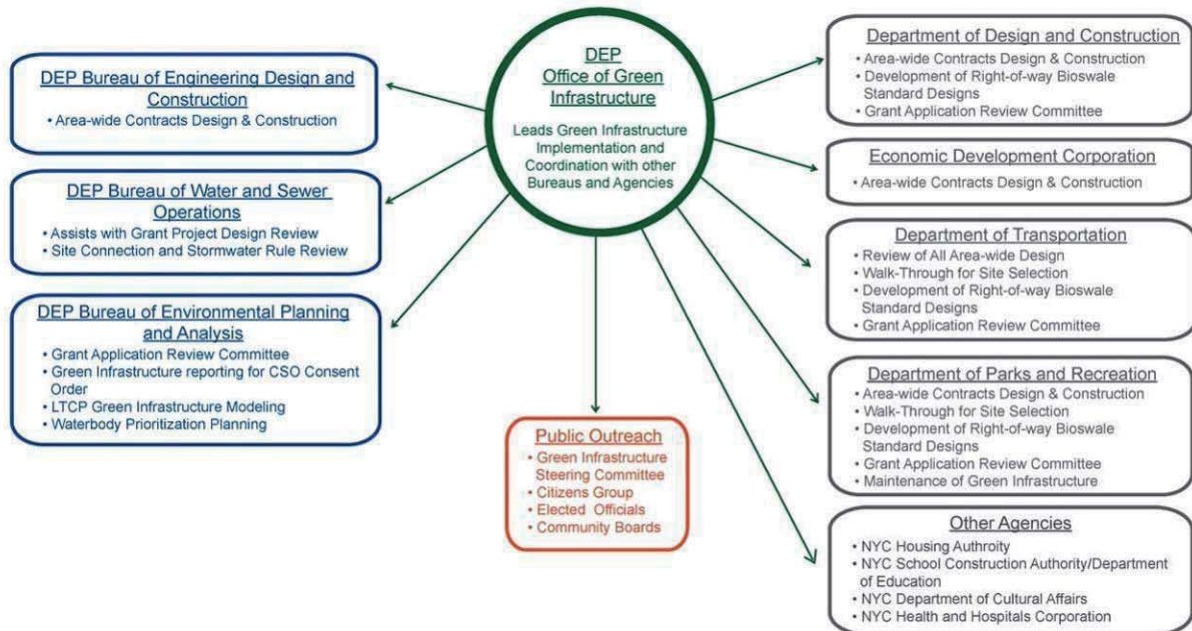 DEP
Office of Green
Infrastructure
Leads Green Infrastructure
Implementation and
Coordination with other
Bureaus and Agencies
DEP Bureau of Engineering Design and
Construction
• Area-wide Contracts Design & Construction
DEP Bureau of Water and Sewer
Operations
• Assists with Grant Project Design Review
• Site Connection and Stormwater Rule Review
DEP Bureau of Environmental Planning
and Analysis
• Grant Application Review Committee
• Green Infrastructure reporting for CSO Consent
Order
• LTCP Green Infrastructure Modeling
• Waterbody Prioritization Planning
Public Outreach
• Green Infrastructure
Steering Committee
• Citizens Group
• Elected Officials
• Community Boards
Department of Design and Construction
• Area-wide Contracts Design & Construction
• Development of Right-of-way Bioswale
Standard Designs
• Grant Application Review Committee
Economic Development Corporation
• Area-wide Contracts Design & Construction
Department of Transportation
• Review of All Area-wide Design
• Walk-Through for Site Selection
• Development of Right-of-way Bioswale
Standard Designs
• Grant Application Review Committee
Department of Parks and Recreation
• Area-wide Contracts Design & Construction
• Walk-Through for Site Selection
• Development of Right-of-way Bioswale
Standard Designs
• Grant Application Review Committee
• Maintenance of Green Infrastructure
Other Agencies
• NYC Housing Authroity
• NYC School Construction Authority/Department
of Education
• NYC Department of Cultural Affairs
• NYC Health and Hospitals Corporation